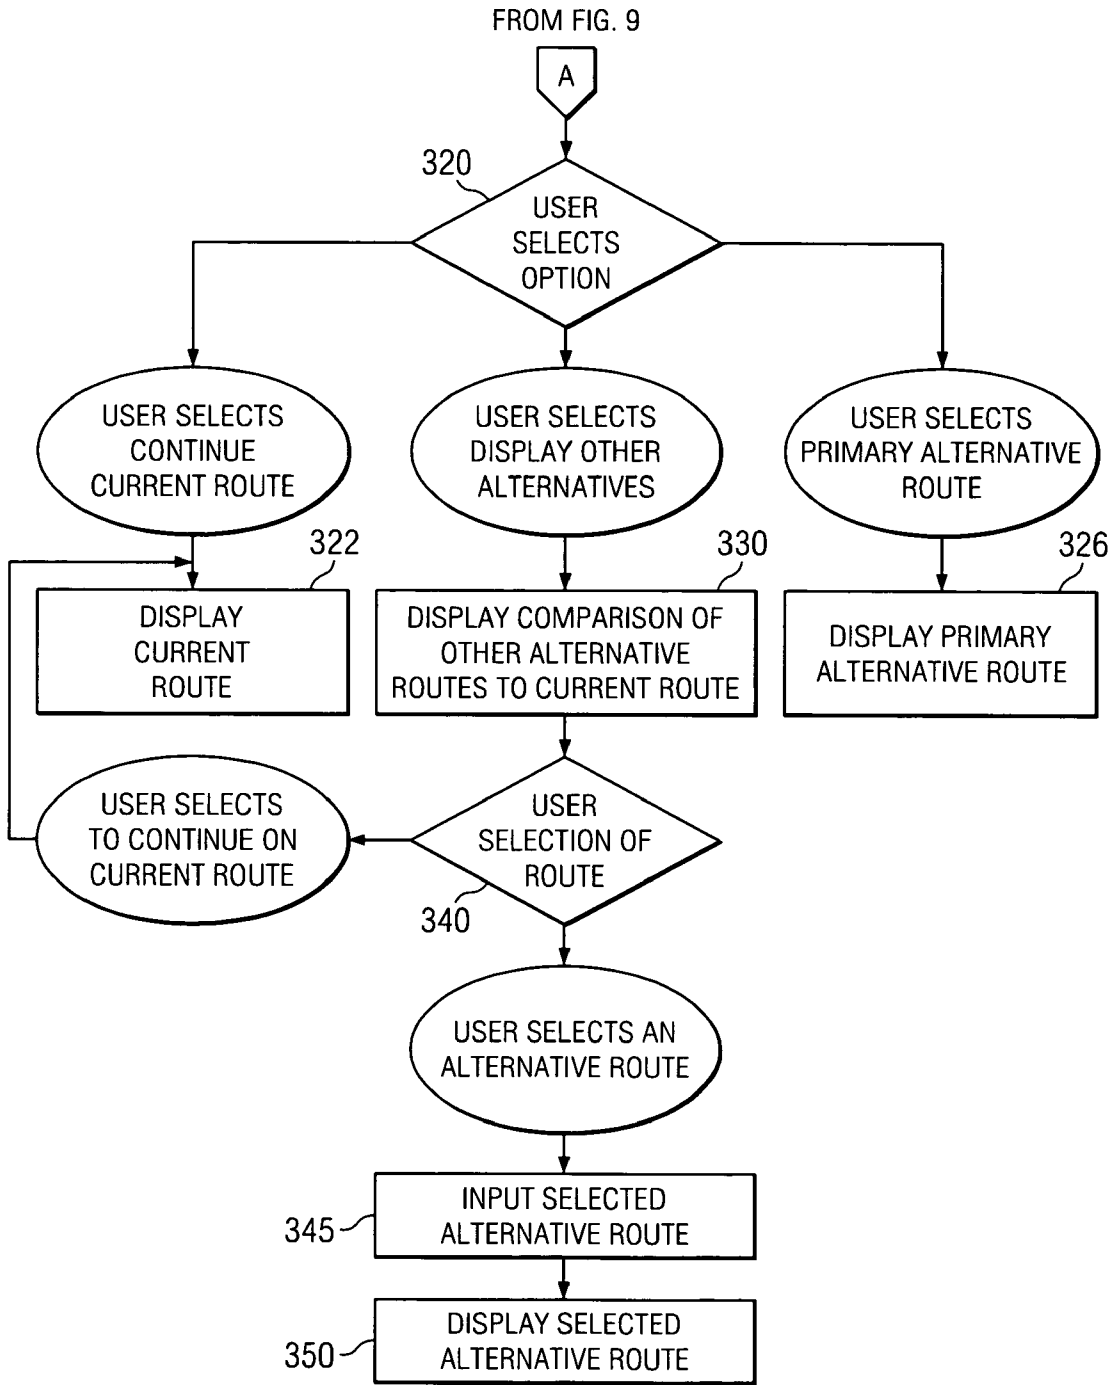 FROM FIG. 9
A
320
USER
SELECTS
OPTION
USER SELECTS
CONTINUE
CURRENT ROUTE
USER SELECTS
DISPLAY OTHER
ALTERNATIVES
USER SELECTS
PRIMARY ALTERNATIVE
ROUTE
322
330
326
DISPLAY
CURRENT
ROUTE
DISPLAY COMPARISON OF
OTHER ALTERNATIVE
ROUTES TO CURRENT ROUTE
DISPLAY PRIMARY
ALTERNATIVE ROUTE
USER SELECTS
TO CONTINUE ON
CURRENT ROUTE
USER
SELECTION OF
ROUTE
340
USER SELECTS AN
ALTERNATIVE ROUTE
345
INPUT SELECTED
ALTERNATIVE ROUTE
350
DISPLAY SELECTED
ALTERNATIVE ROUTE